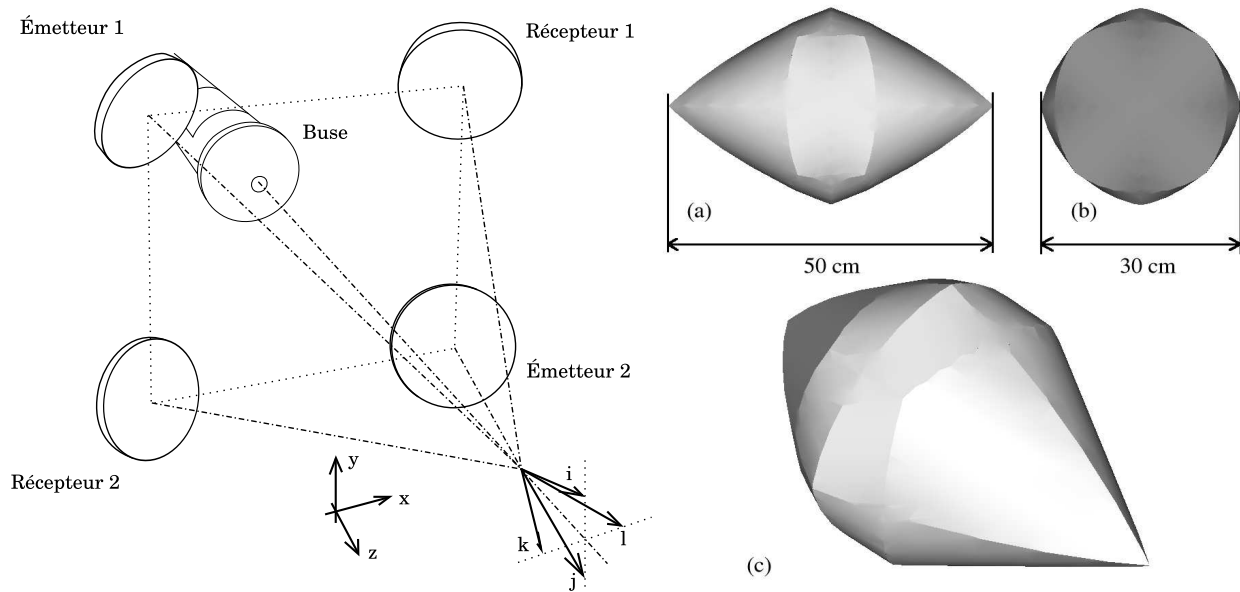 Émetteur 1
Récepteur 1
Buse
Émetteur 2
Récepteur 2
y
x
z
i
l
k
j
(a)
(b)
50 cm
30 cm
(c)